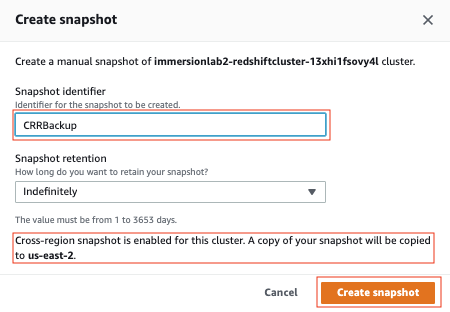 Create snapshot
Create a manual snapshot of immersionlab2-redshiftcluster-13xhi1fsovy4l cluster.
Snapshot identifier
Identifier for the snapshot to be created.
CRRBackup
Snapshot retention
How long do you want to retain your snapshot?
Indefinitely
The value must be from 1 to 3653 days.
Cross-region snapshot is enabled for this cluster. A copy of your snapshot will be copied
to us-east-2.
Cancel
Create snapshot